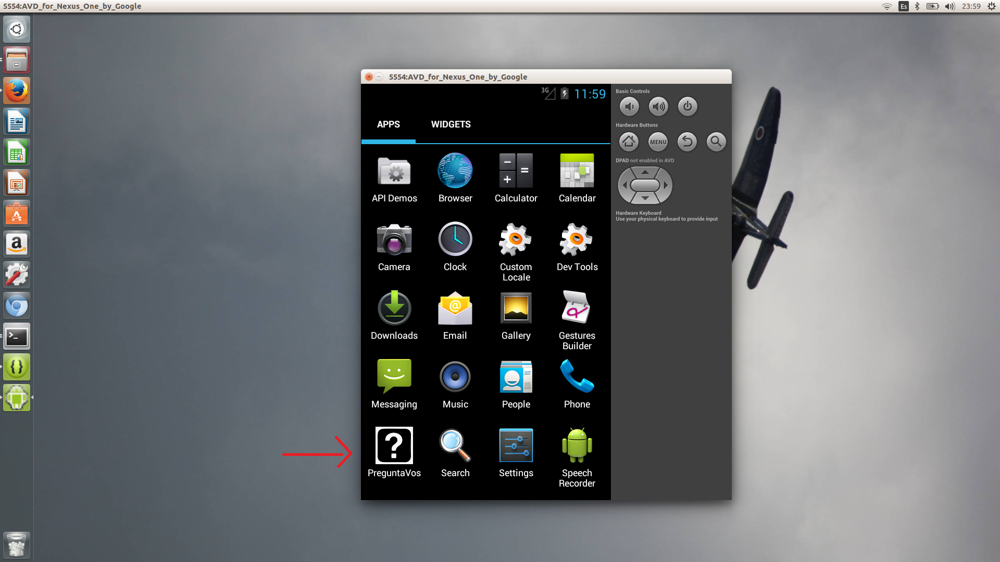 5554:AVD_for_Nexus_One_by_Google
Es
23:59
5554:AVD_for_Nexus_One_by_Google
3G
11:59
APPS
WIDGETS
API Demos
Browser
Calculator
Calendar
Camera
Clock
Custom
Locale
Dev Tools
Downloads
Email
Gallery
Gestures
Builder
Messaging
Music
People
Phone
PreguntaVos
Search
Settings
Speech
Recorder
Basic Controls
Hardware Buttons
MENU
DPAD not enabled in AVD
Hardware Keyboard
Use your physical keyboard to provide input